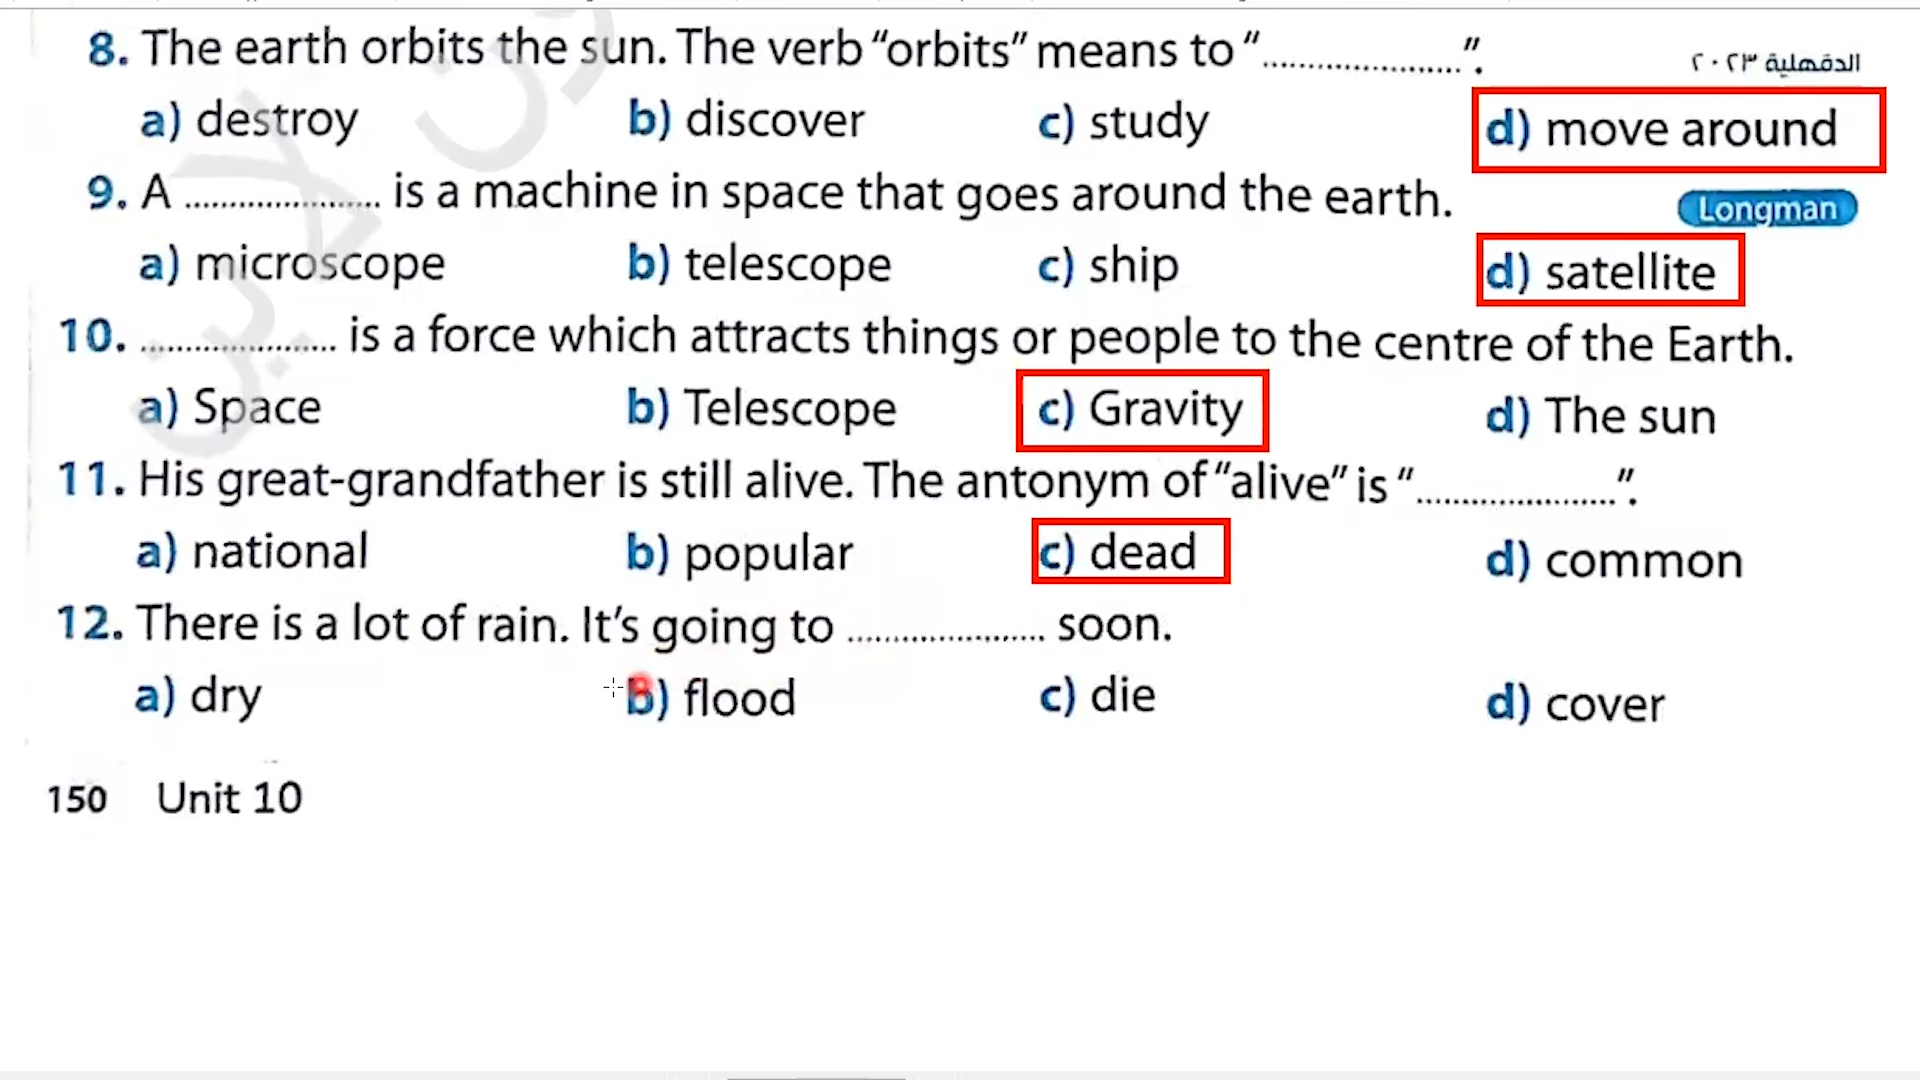 8. The earth orbits the sun. The verb “orbits” means to “.....................”. الدقهلية ٢٠٢٣
a) destroy b) discover c) study d) move around
9. A ..................... is a machine in space that goes around the earth. Longman
a) microscope b) telescope c) ship d) satellite
10. ..................... is a force which attracts things or people to the centre of the Earth.
a) Space b) Telescope c) Gravity d) The sun
11. His great-grandfather is still alive. The antonym of “alive” is “.....................”.
a) national b) popular c) dead d) common
12. There is a lot of rain. It’s going to ..................... soon.
a) dry b) flood c) die d) cover
150 Unit 10